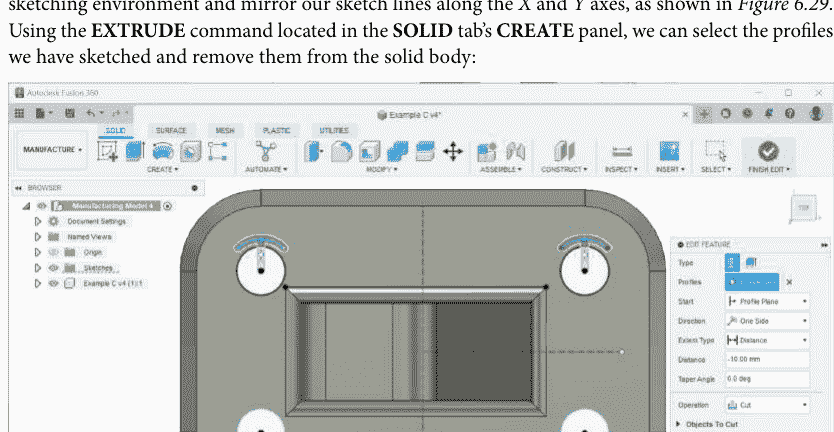 sketching environment and mirror our sketch lines along the X and Y axes, as shown in Figure 6.29.
Using the EXTRUDE command located in the SOLID tab's CREATE panel, we can select the profiles
we have sketched and remove them from the solid body:
Autodesk Fusion 360
Example C v4*
SOLID SURFACE MESH PLASTIC UTILITIES
MANUFACTURE
CREATE AUTOMATE MODIFY ASSEMBLE CONSTRUCT INSPECT INSERT SELECT FINISH EDIT
BROWSER
Manufacturing Model 4
Document Settings
Named Views
Origin
Sketches
Example C v4 (1):1
TOP
EDIT FEATURE
Type
Profiles
Start Profile Plane
Direction One Side
Extent Type Distance
Distance -10.00 mm
Taper Angle 0.0 deg
Operation Cut
Objects To Cut